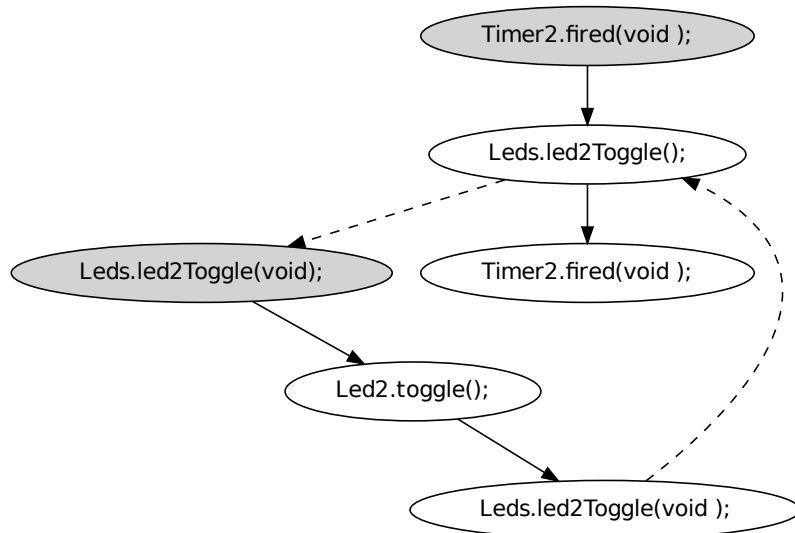 Timer2.fired(void );
Leds.led2Toggle();
Leds.led2Toggle(void);
Timer2.fired(void );
Led2.toggle();
Leds.led2Toggle(void );